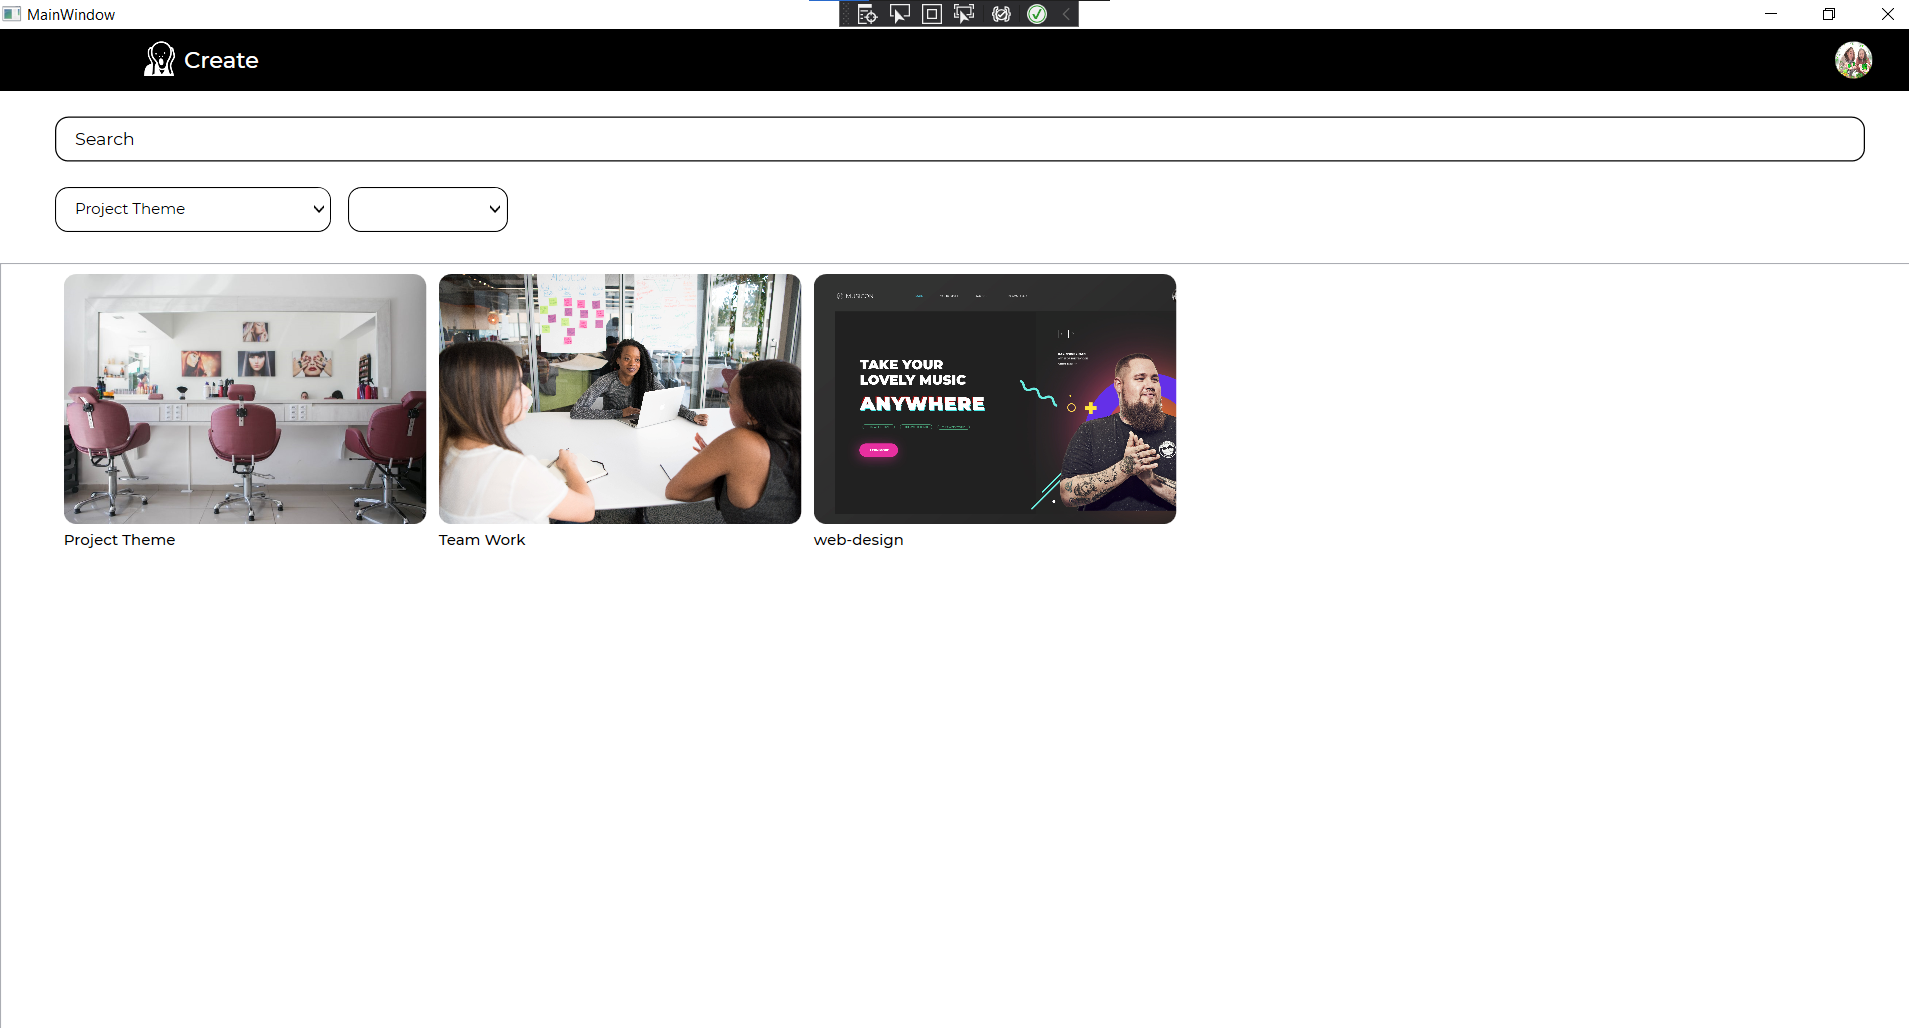 MainWindow
Create
Search
Project Theme
TAKE YOUR
LOVELY MUSIC
ANYWHERE
Project Theme
Team Work
web-design